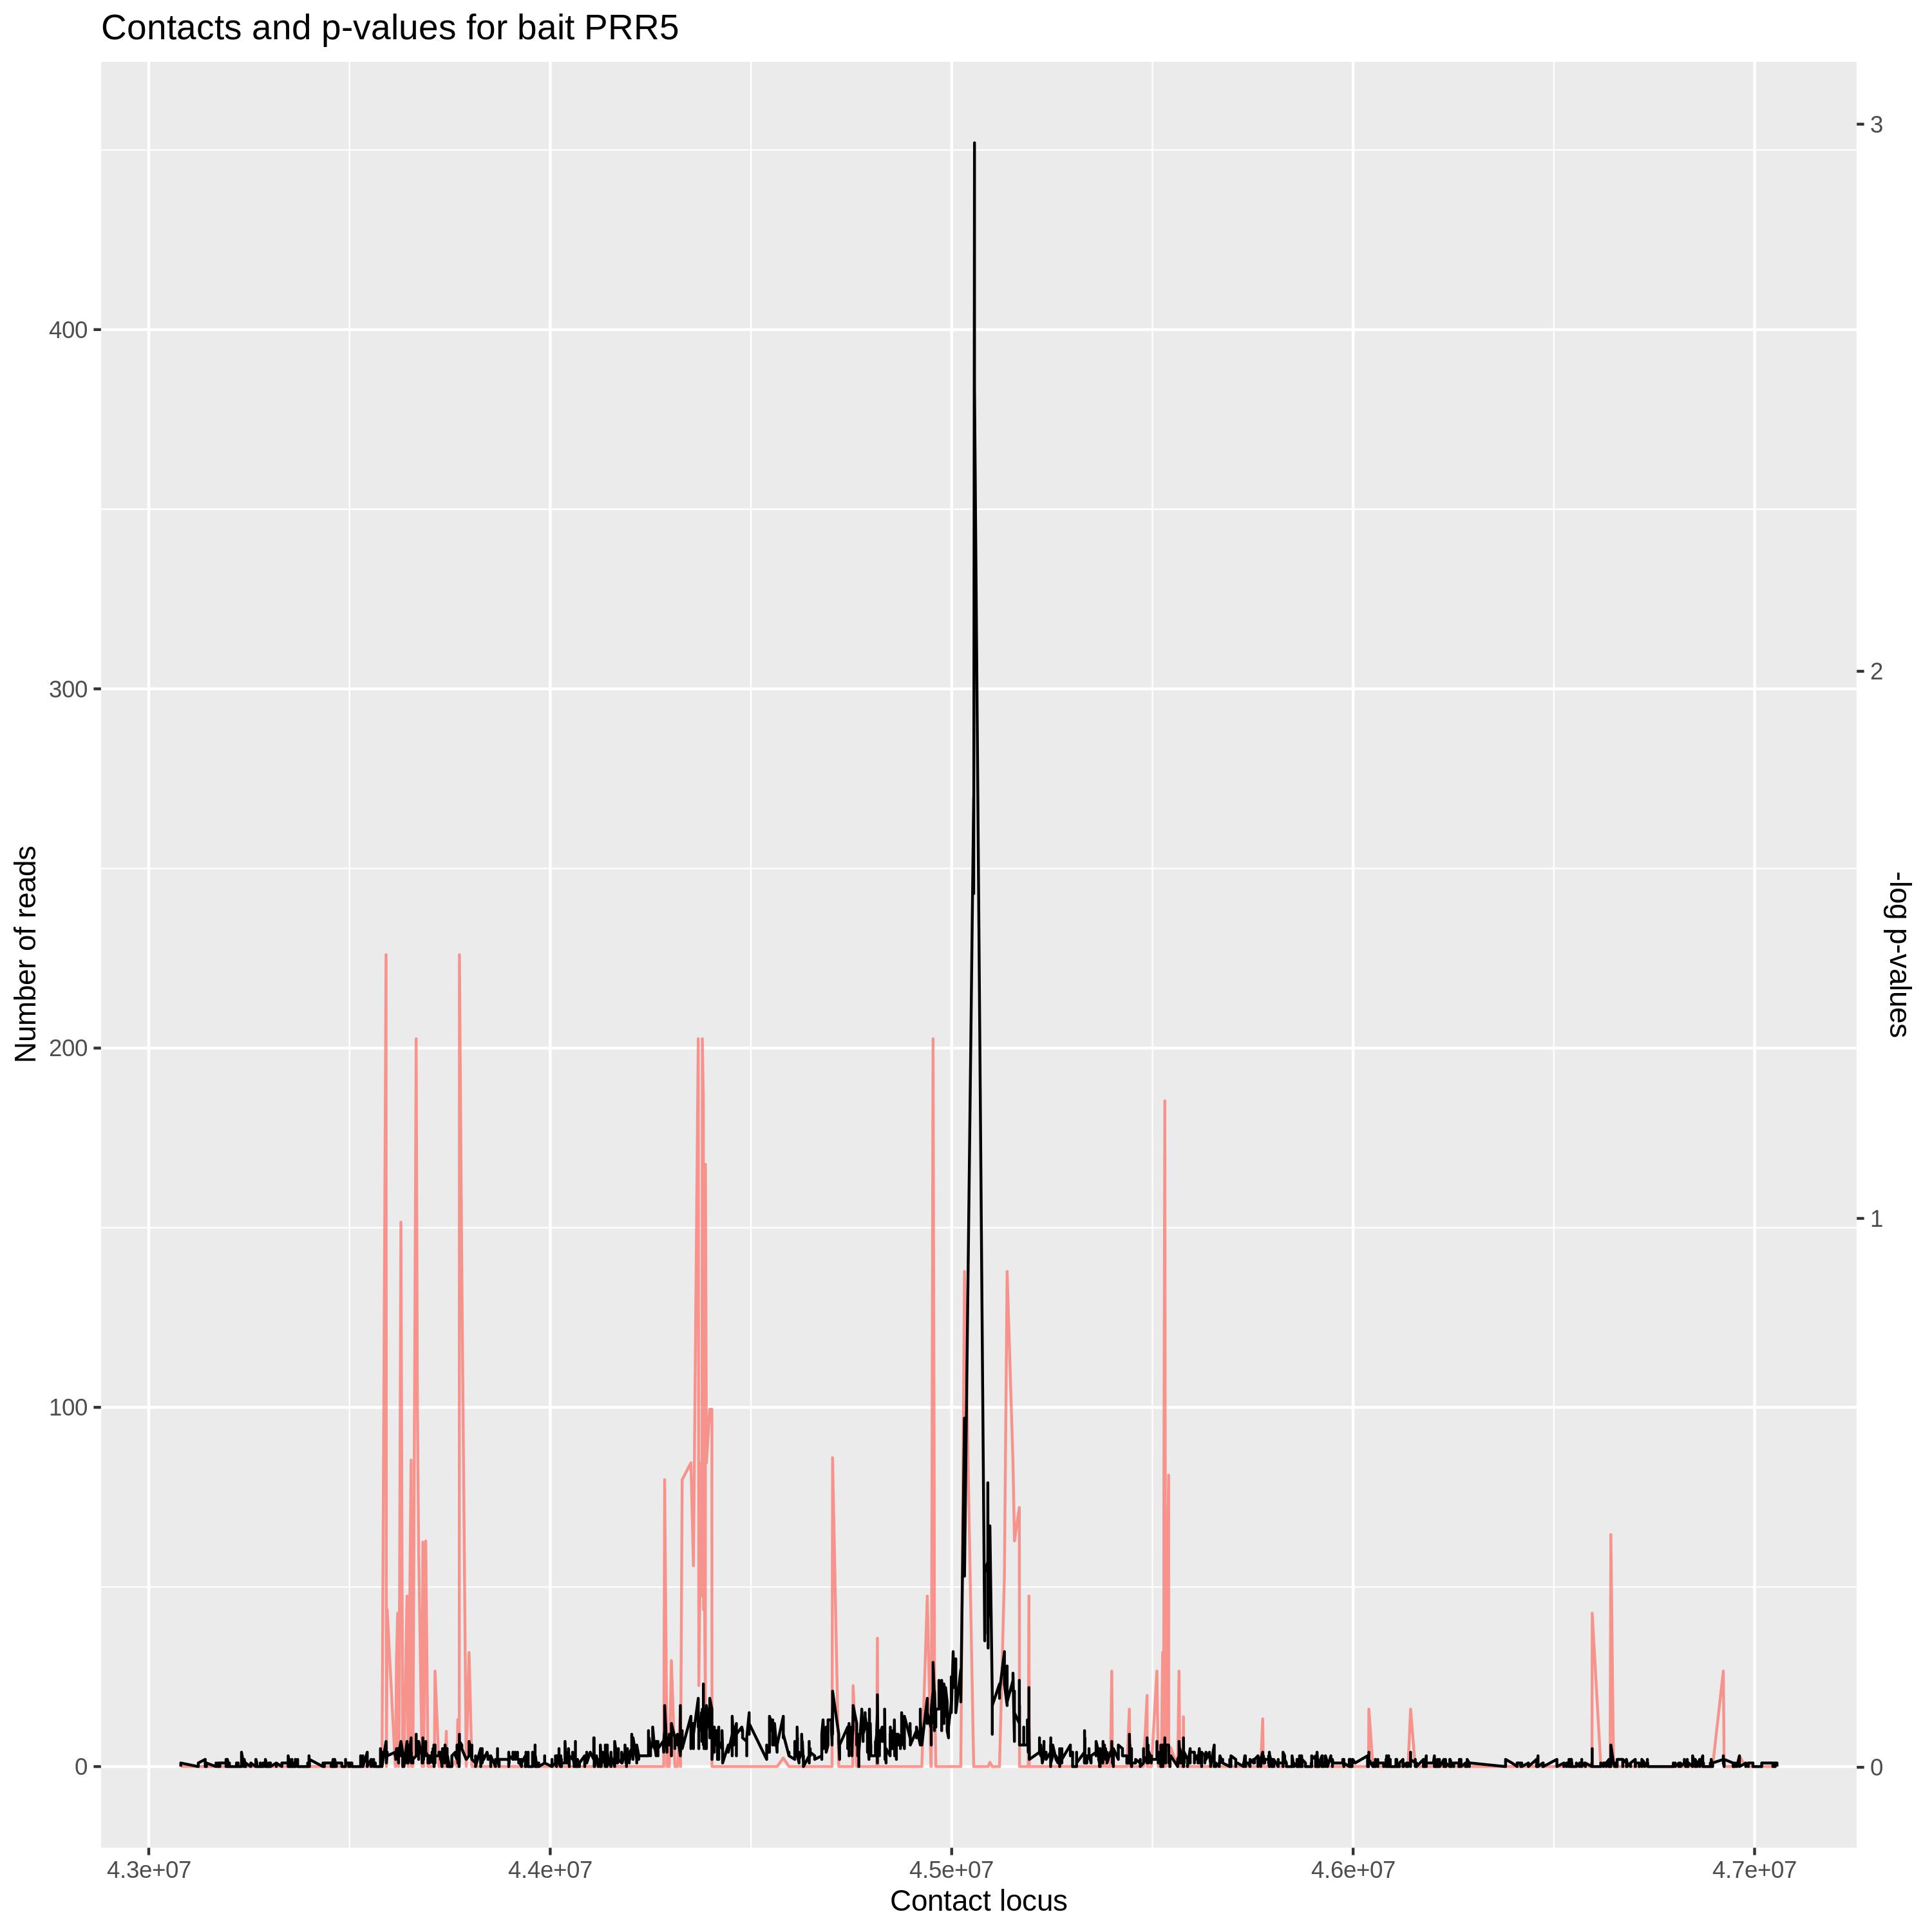 Contacts and p-values for bait PRR5
Number of reads
400
300
200
100
0
3
2
1
0
-log p-values
4.3e+07
4.4e+07
4.5e+07
4.6e+07
4.7e+07
Contact locus